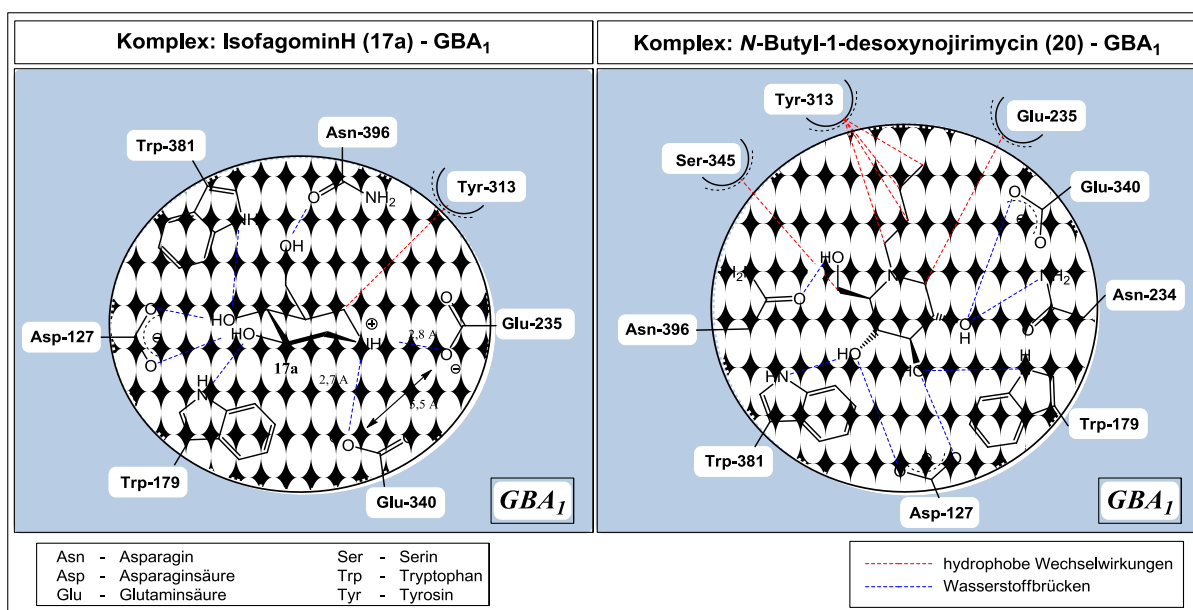 Komplex: IsofagominH (17a) - GBA1
Komplex: N-Butyl-1-desoxynojirimycin (20) - GBA1
Trp-381
Asn-396
Tyr-313
Asp-127
Glu-235
Trp-179
Glu-340
O
NH2
NH
OH
O
O
HO
HO
NH
O
O
H
N
O
O
17a
2,8 A
2,7 A
5,5 A
GBA1
Tyr-313
Glu-235
Ser-345
Glu-340
Asn-396
Asn-234
Trp-381
Trp-179
Asp-127
HO
N
O
O
O
NH2
O
O
H
HO
HO
HN
H
N
O
O
GBA1
Asn - Asparagin
Asp - Asparaginsäure
Glu - Glutaminsäure
Ser - Serin
Trp - Tryptophan
Tyr - Tyrosin
hydrophobe Wechselwirkungen
Wasserstoffbrücken